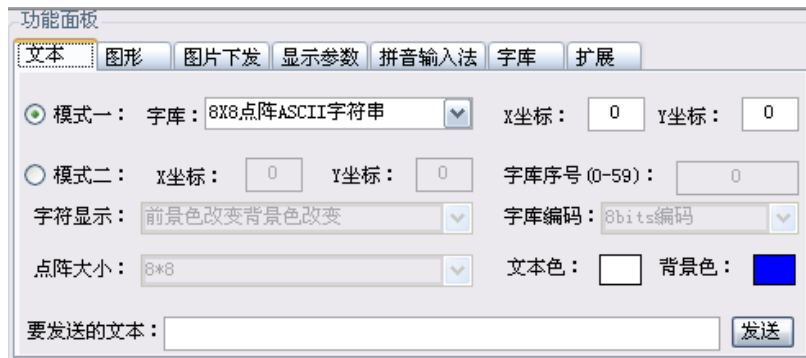 功能面板
文本 图形 图片下发 显示参数 拼音输入法 字库 扩展
模式一： 字库： 8X8点阵ASCII字符串 X坐标： 0 Y坐标： 0
模式二： X坐标： 0 Y坐标： 0 字库序号(0-59)： 0
字符显示： 前景色改变背景色改变 字库编码： 8bits编码
点阵大小： 8*8 文本色： 背景色：
要发送的文本： 发送